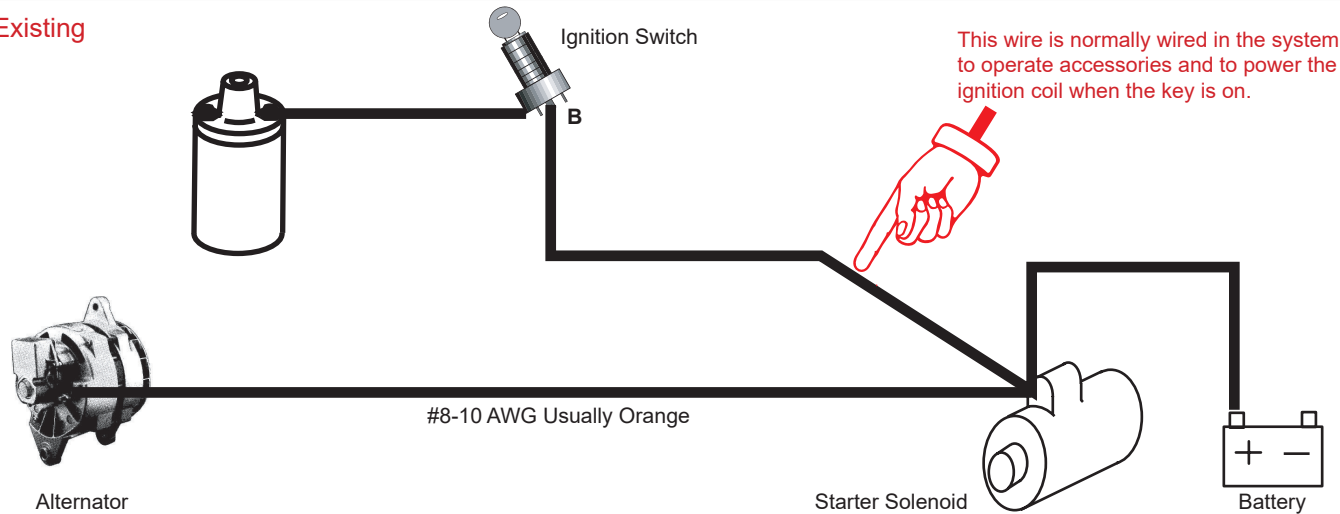 Existing
Ignition Switch
This wire is normally wired in the system
to operate accessories and to power the
ignition coil when the key is on.
B
#8-10 AWG Usually Orange
+ −
Alternator
Starter Solenoid
Battery